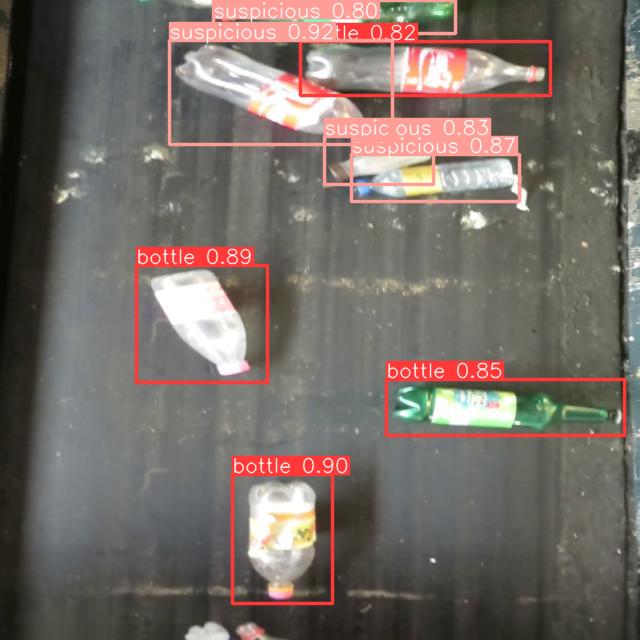 suspicious 0.80
suspicious 0.92
tle 0.82
suspic ous 0.83
suspicious 0.87
bottle 0.89
bottle 0.85
bottle 0.90